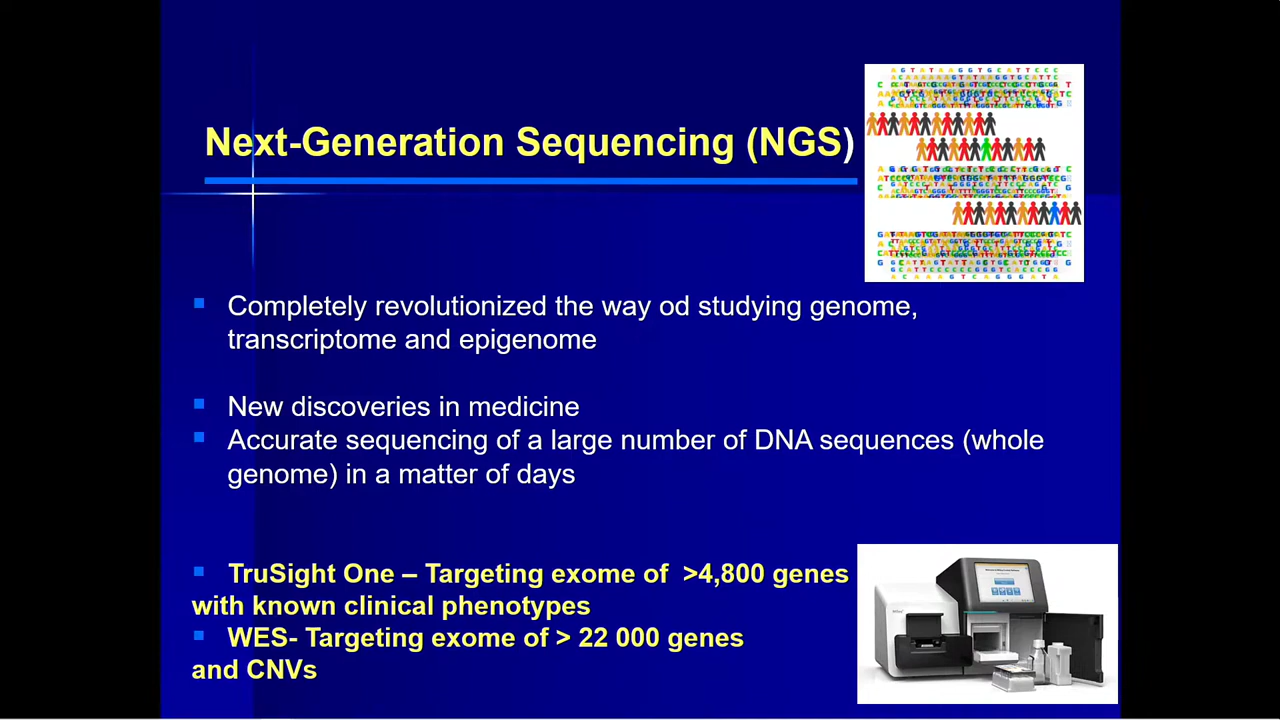 Next-Generation Sequencing (NGS)
Completely revolutionized the way od studying genome,
transcriptome and epigenome
New discoveries in medicine
Accurate sequencing of a large number of DNA sequences (whole
genome) in a matter of days
TruSight One – Targeting exome of >4,800 genes
with known clinical phenotypes
WES- Targeting exome of > 22 000 genes
and CNVs